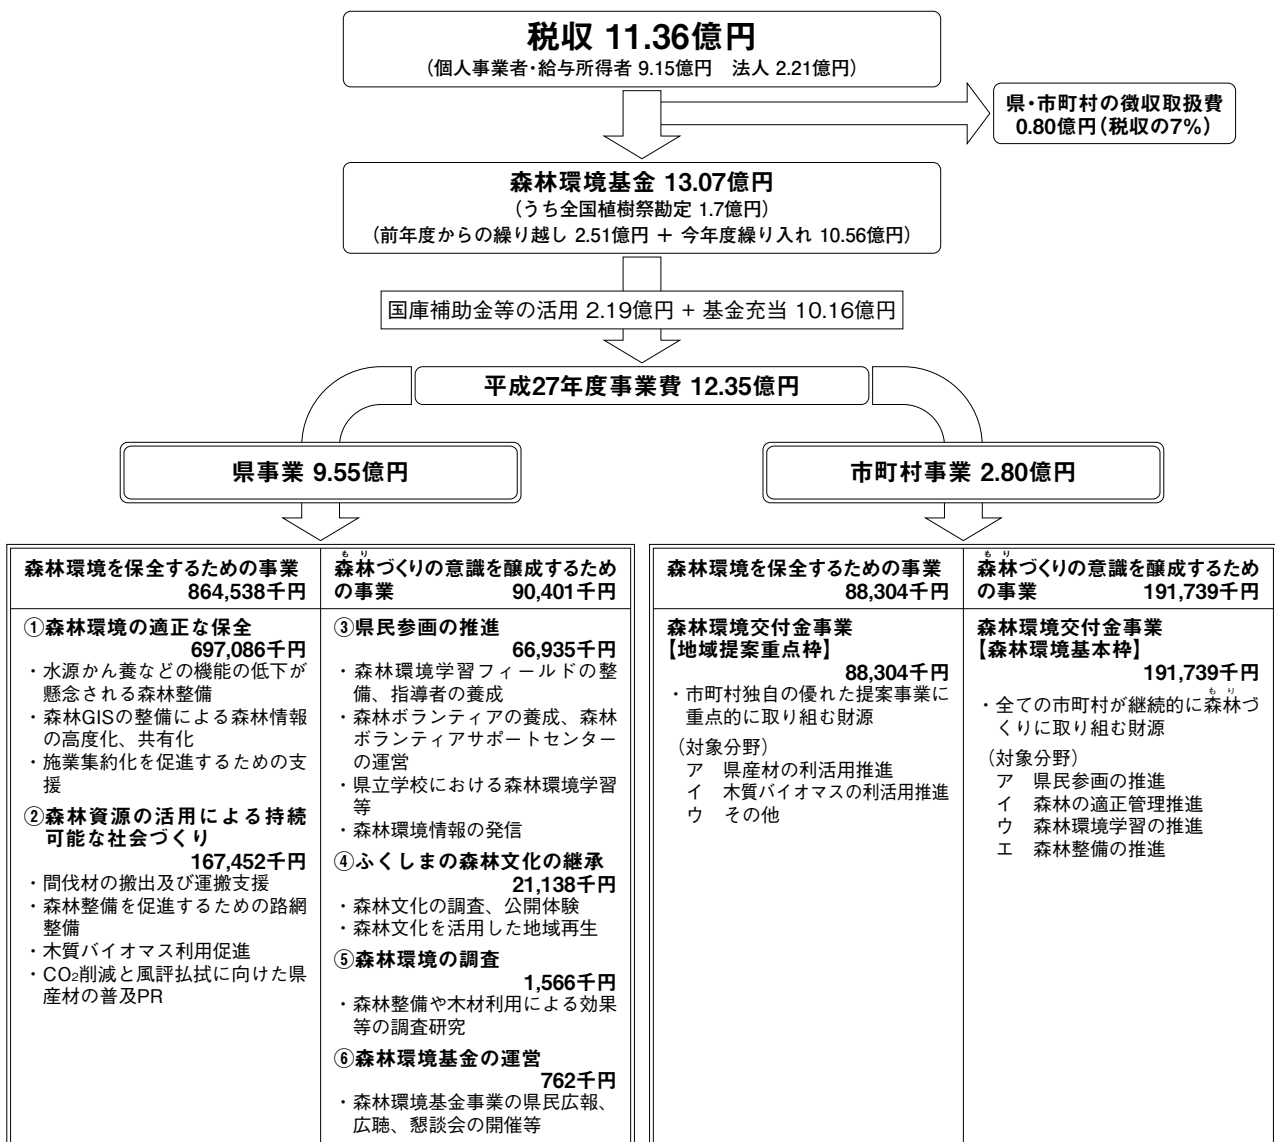 税収 11.36億円
（個人事業者・給与所得者 9.15億円　法人 2.21億円）
県・市町村の徴収取扱費
0.80億円（税収の7%）
森林環境基金 13.07億円
（うち全国植樹祭勘定 1.7億円）
（前年度からの繰り越し 2.51億円 ＋ 今年度繰り入れ 10.56億円）
国庫補助金等の活用 2.19億円 + 基金充当 10.16億円
平成27年度事業費 12.35億円
県事業 9.55億円
森林環境を保全するための事業
864,538千円
①森林環境の適正な保全
697,086千円
・水源かん養などの機能の低下が
懸念される森林整備
・森林GISの整備による森林情報
の高度化、共有化
・施業集約化を促進するための支
援
②森林資源の活用による持続
可能な社会づくり
167,452千円
・間伐材の搬出及び運搬支援
・森林整備を促進するための路網
整備
・木質バイオマス利用促進
・CO₂削減と風評払拭に向けた県
産材の普及PR
もり
森林づくりの意識を醸成するため
の事業 90,401千円
③県民参画の推進
66,935千円
・森林環境学習フィールドの整
備、指導者の養成
・森林ボランティアの養成、森林
ボランティアサポートセンター
の運営
・県立学校における森林環境学習
等
・森林環境情報の発信
④ふくしまの森林文化の継承
21,138千円
・森林文化の調査、公開体験
・森林文化を活用した地域再生
⑤森林環境の調査
1,566千円
・森林整備や木材利用による効果
等の調査研究
⑥森林環境基金の運営
762千円
・森林環境基金事業の県民広報、
広聴、懇談会の開催等
市町村事業 2.80億円
森林環境を保全するための事業
88,304千円
森林環境交付金事業
【地域提案重点枠】
88,304千円
・市町村独自の優れた提案事業に
重点的に取り組む財源
（対象分野）
ア　県産材の利活用推進
イ　木質バイオマスの利活用推進
ウ　その他
もり
森林づくりの意識を醸成するため
の事業 191,739千円
森林環境交付金事業
【森林環境基本枠】
191,739千円
もり
・全ての市町村が継続的に森林づ
くりに取り組む財源
（対象分野）
ア　県民参画の推進
イ　森林の適正管理推進
ウ　森林環境学習の推進
エ　森林整備の推進